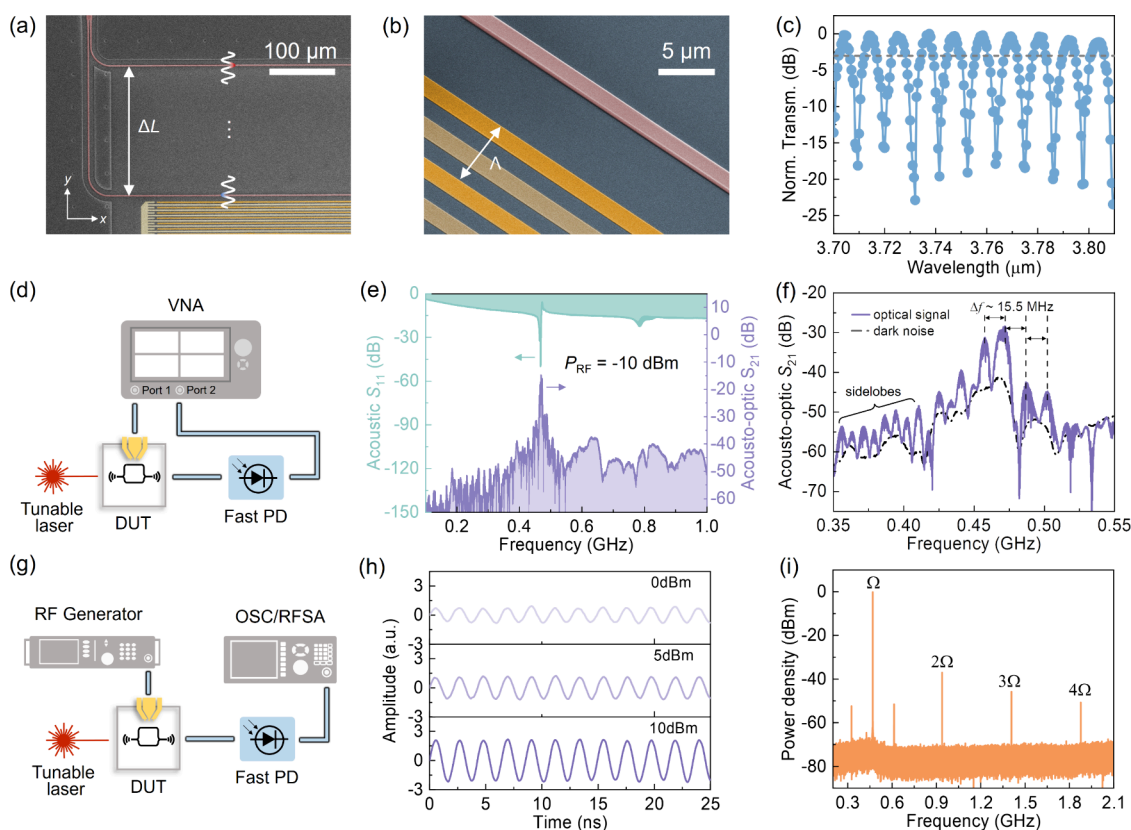 (a)
100 μm
ΔL
y
x
(b)
5 μm
Λ
(c)
Norm. Transm. (dB)
0
-5
-10
-15
-20
-25
3.70 3.72 3.74 3.76 3.78 3.80
Wavelength (μm)
(d)
VNA
Port 1 Port 2
Tunable
laser
DUT
Fast PD
(e)
Acoustic S11 (dB)
0
-30
-60
-90
-120
-150
PRF = -10 dBm
10
0
-10
-20
-30
-40
-50
-60
Acousto-optic S21 (dB)
0.2 0.4 0.6 0.8 1.0
Frequency (GHz)
(f)
Acousto-optic S21 (dB)
-20
-30
-40
-50
-60
-70
optical signal
dark noise
Δf ~ 15.5 MHz
sidelobes
0.35 0.40 0.45 0.50 0.55
Frequency (GHz)
(g)
RF Generator
OSC/RFSA
Tunable
laser
DUT
Fast PD
(h)
Amplitude (a.u.)
3
0
-3
0dBm
3
0
-3
5dBm
3
0
-3
10dBm
0 5 10 15 20 25
Time (ns)
(i)
Power density (dBm)
0
-20
-40
-60
-80
Ω
2Ω
3Ω
4Ω
0.3 0.9 1.5 2.1
Frequency (GHz)